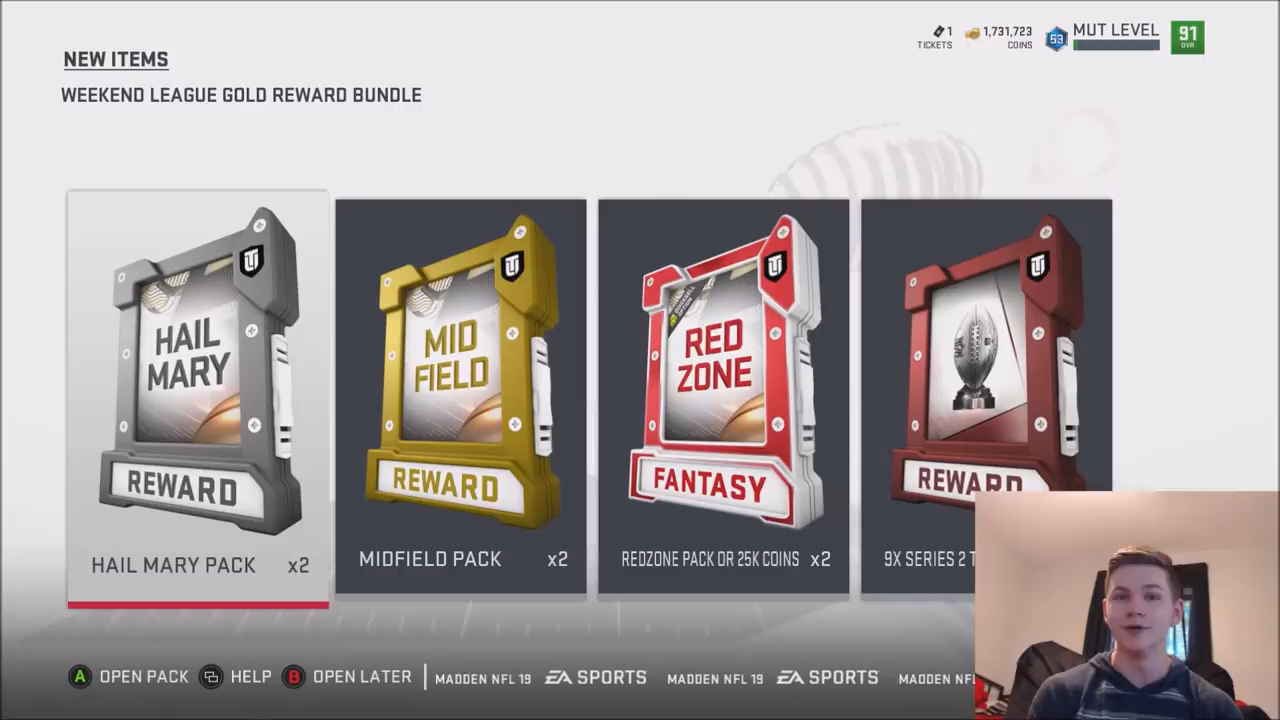 NEW ITEMS
WEEKEND LEAGUE GOLD REWARD BUNDLE
1
TICKETS
1,731,723
COINS
53
MUT LEVEL
91
OVR
HAIL
MARY
REWARD
HAIL MARY PACK x2
MID
FIELD
REWARD
MIDFIELD PACK x2
RED
ZONE
FANTASY
REDZONE PACK OR 25K COINS x2
REWARD
9X SERIES 2 T
A OPEN PACK HELP B OPEN LATER MADDEN NFL 19 EA SPORTS MADDEN NFL 19 EA SPORTS MADDEN NFL